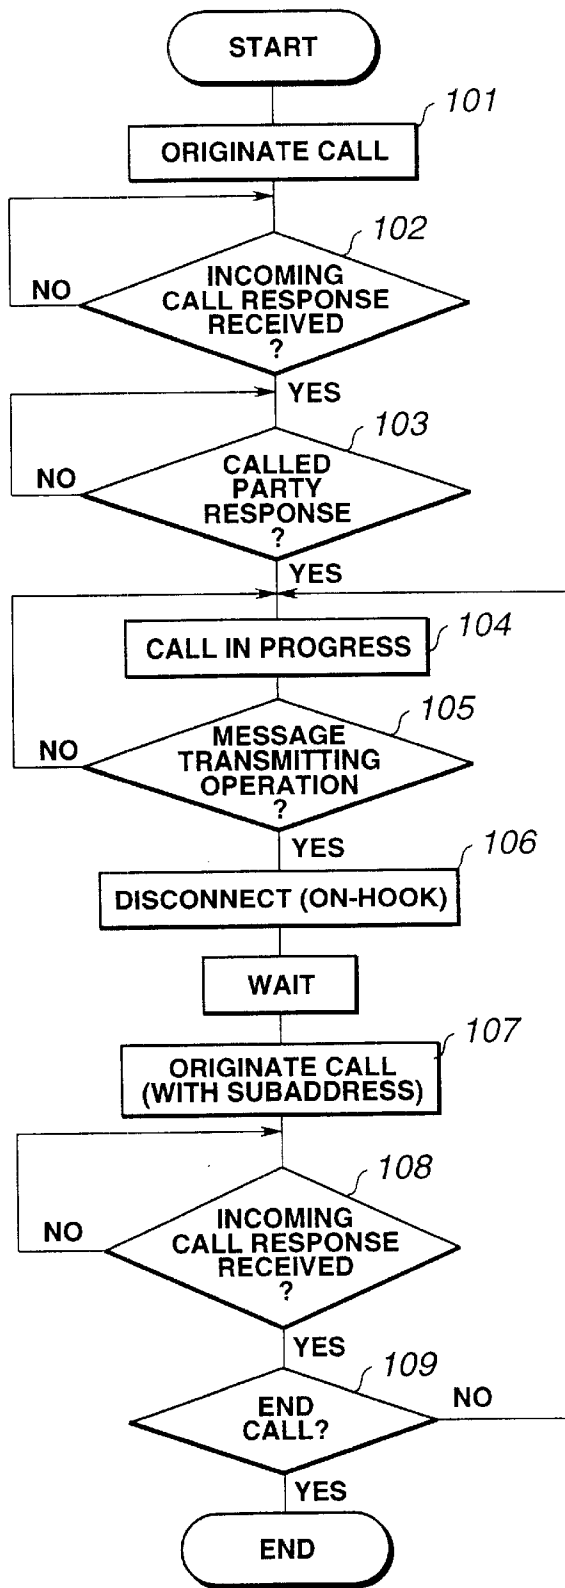 START
101
ORIGINATE CALL
102
INCOMING
CALL RESPONSE
RECEIVED
?
NO
YES
103
CALLED
PARTY
RESPONSE
?
NO
YES
104
CALL IN PROGRESS
105
MESSAGE
TRANSMITTING
OPERATION
?
NO
YES
106
DISCONNECT (ON-HOOK)
WAIT
107
ORIGINATE CALL
(WITH SUBADDRESS)
108
INCOMING
CALL RESPONSE
RECEIVED
?
NO
YES
109
END
CALL?
NO
YES
END